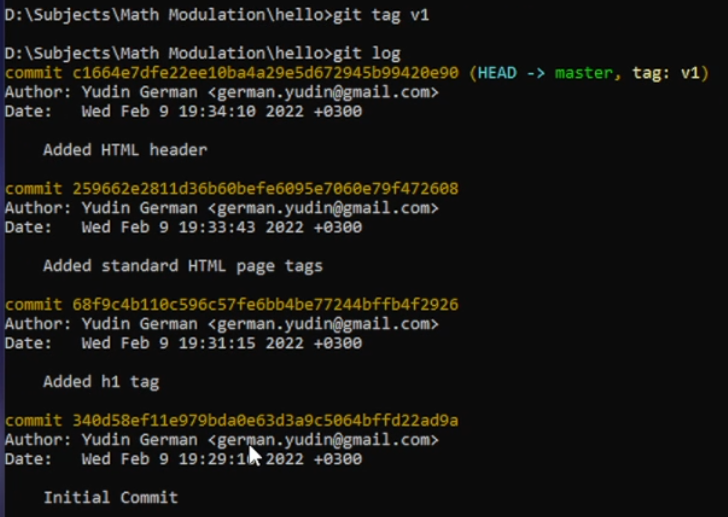 D:\Subjects\Math Modulation\hello>git tag v1
D:\Subjects\Math Modulation\hello>git log
commit c1664e7dfe22ee10ba4a29e5d672945b99420e90 (HEAD -> master, tag: v1)
Author: Yudin German <german.yudin@gmail.com>
Date:   Wed Feb 9 19:34:10 2022 +0300
Added HTML header
commit 259662e2811d36b60befe6095e7060e79f472608
Author: Yudin German <german.yudin@gmail.com>
Date:   Wed Feb 9 19:33:43 2022 +0300
Added standard HTML page tags
commit 68f9c4b110c596c57fe6bb4be77244bffb4f2926
Author: Yudin German <german.yudin@gmail.com>
Date:   Wed Feb 9 19:31:15 2022 +0300
Added h1 tag
commit 340d58ef11e979bda0e63d3a9c5064bffd22ad9a
Author: Yudin German <german.yudin@gmail.com>
Date:   Wed Feb 9 2022 +0300
Initial Commit